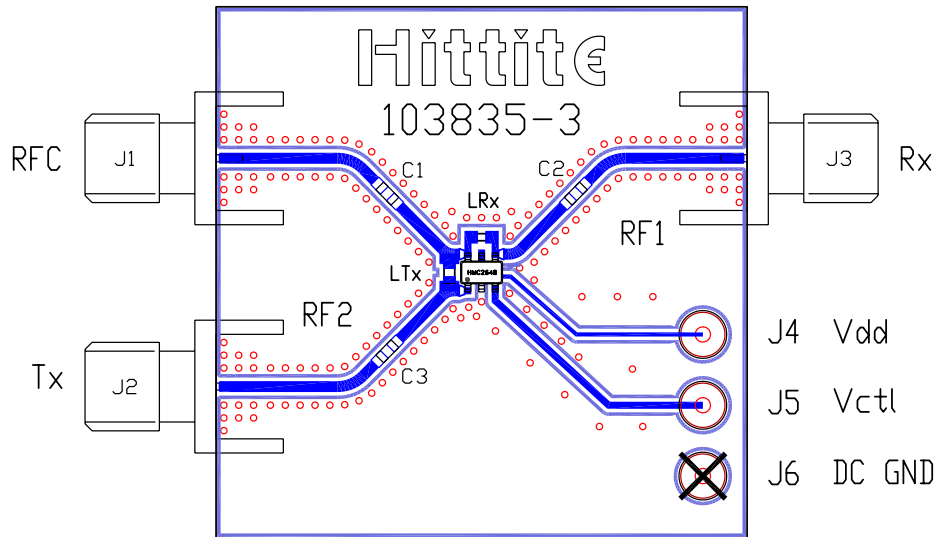 Hittite
103835-3
RFC
J1
C1
C2
J3
Rx
LRx
RF1
LTx
HMC284B
RF2
J4 Vdd
Tx
J2
C3
J5 Vctl
J6 DC GND